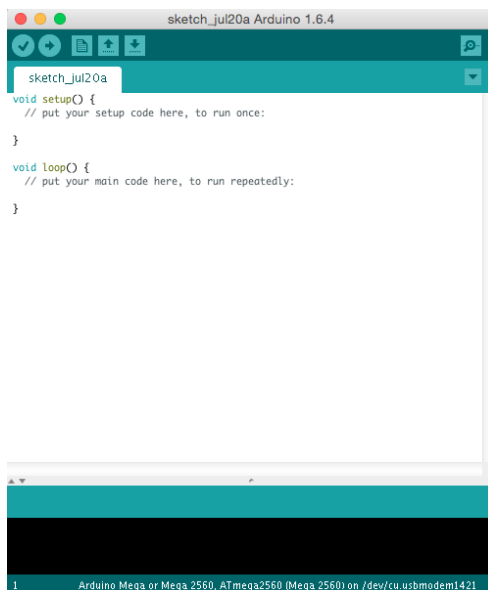 sketch_jul20a Arduino 1.6.4
sketch_jul20a
void setup() {
  // put your setup code here, to run once:
}
void loop() {
  // put your main code here, to run repeatedly:
}
1 Arduino Mega or Mega 2560, ATmega2560 (Mega 2560) on /dev/cu.usbmodem1421